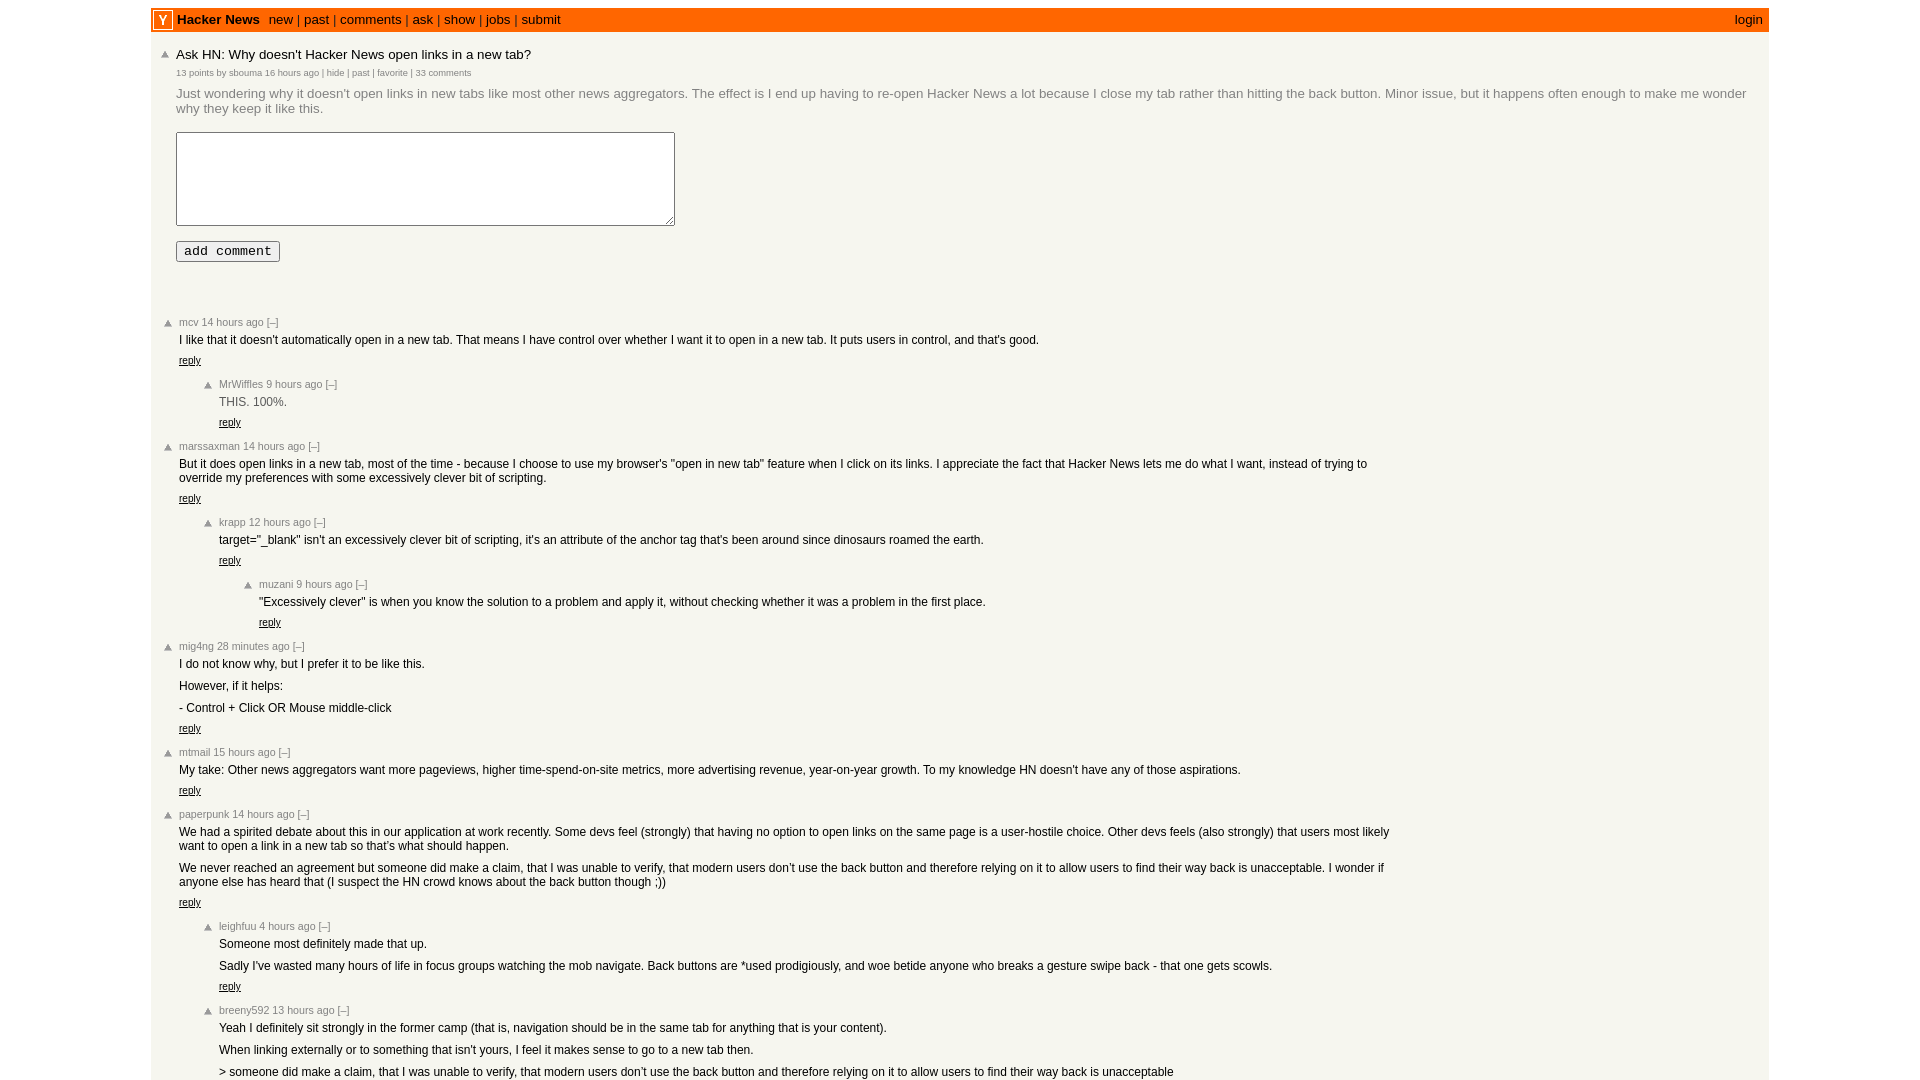 Y Hacker News new | past | comments | ask | show | jobs | submit login
Ask HN: Why doesn't Hacker News open links in a new tab?
13 points by sbouma 16 hours ago | hide | past | favorite | 33 comments
Just wondering why it doesn't open links in new tabs like most other news aggregators. The effect is I end up having to re-open Hacker News a lot because I close my tab rather than hitting the back button. Minor issue, but it happens often enough to make me wonder
why they keep it like this.
add comment
mcv 14 hours ago [–]
I like that it doesn't automatically open in a new tab. That means I have control over whether I want it to open in a new tab. It puts users in control, and that's good.
reply
MrWiffles 9 hours ago [–]
THIS. 100%.
reply
marssaxman 14 hours ago [–]
But it does open links in a new tab, most of the time - because I choose to use my browser's "open in new tab" feature when I click on its links. I appreciate the fact that Hacker News lets me do what I want, instead of trying to
override my preferences with some excessively clever bit of scripting.
reply
krapp 12 hours ago [–]
target="_blank" isn't an excessively clever bit of scripting, it's an attribute of the anchor tag that's been around since dinosaurs roamed the earth.
reply
muzani 9 hours ago [–]
"Excessively clever" is when you know the solution to a problem and apply it, without checking whether it was a problem in the first place.
reply
mig4ng 28 minutes ago [–]
I do not know why, but I prefer it to be like this.
However, if it helps:
- Control + Click OR Mouse middle-click
reply
mtmail 15 hours ago [–]
My take: Other news aggregators want more pageviews, higher time-spend-on-site metrics, more advertising revenue, year-on-year growth. To my knowledge HN doesn't have any of those aspirations.
reply
paperpunk 14 hours ago [–]
We had a spirited debate about this in our application at work recently. Some devs feel (strongly) that having no option to open links on the same page is a user-hostile choice. Other devs feels (also strongly) that users most likely
want to open a link in a new tab so that’s what should happen.
We never reached an agreement but someone did make a claim, that I was unable to verify, that modern users don’t use the back button and therefore relying on it to allow users to find their way back is unacceptable. I wonder if
anyone else has heard that (I suspect the HN crowd knows about the back button though ;))
reply
leighfuu 4 hours ago [–]
Someone most definitely made that up.
Sadly I've wasted many hours of life in focus groups watching the mob navigate. Back buttons are *used prodigiously, and woe betide anyone who breaks a gesture swipe back - that one gets scowls.
reply
breeny592 13 hours ago [–]
Yeah I definitely sit strongly in the former camp (that is, navigation should be in the same tab for anything that is your content).
When linking externally or to something that isn't yours, I feel it makes sense to go to a new tab then.
> someone did make a claim, that I was unable to verify, that modern users don’t use the back button and therefore relying on it to allow users to find their way back is unacceptable